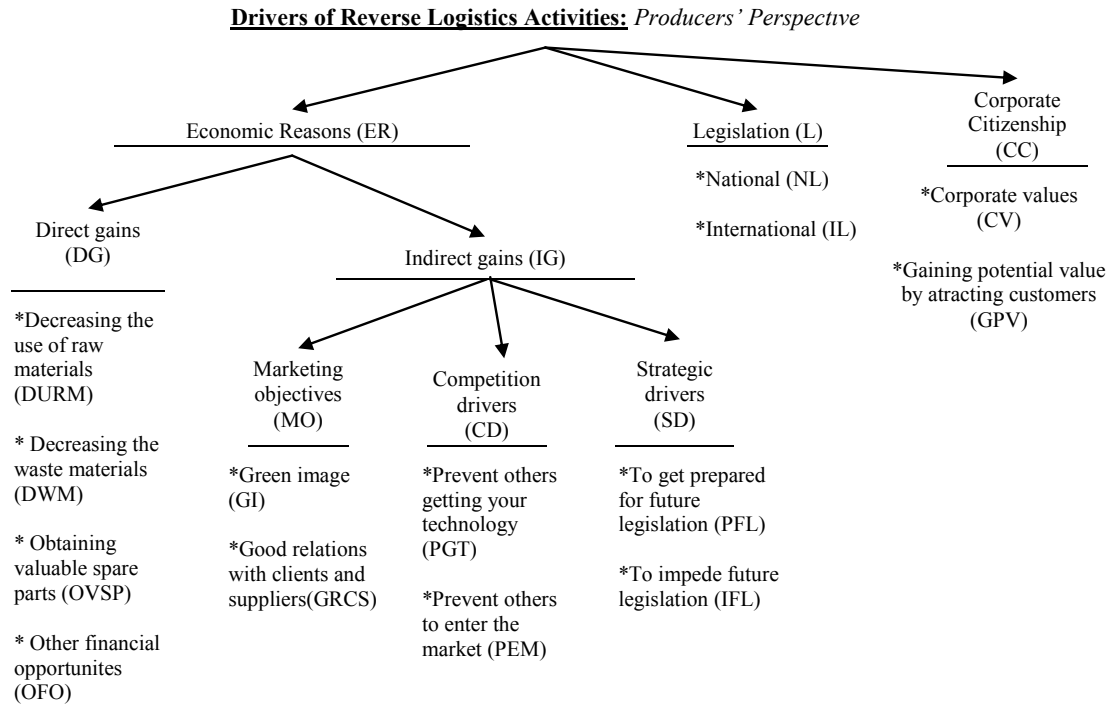 Drivers of Reverse Logistics Activities: Producers' Perspective
Economic Reasons (ER)
Legislation (L)
*National (NL)
*International (IL)
Corporate
Citizenship
(CC)
*Corporate values
(CV)
*Gaining potential value
by atracting customers
(GPV)
Direct gains
(DG)
*Decreasing the
use of raw
materials
(DURM)
* Decreasing the
waste materials
(DWM)
* Obtaining
valuable spare
parts (OVSP)
* Other financial
opportunites
(OFO)
Indirect gains (IG)
Marketing
objectives
(MO)
*Green image
(GI)
*Good relations
with clients and
suppliers(GRCS)
Competition
drivers
(CD)
*Prevent others
getting your
technology
(PGT)
*Prevent others
to enter the
market (PEM)
Strategic
drivers
(SD)
*To get prepared
for future
legislation (PFL)
*To impede future
legislation (IFL)